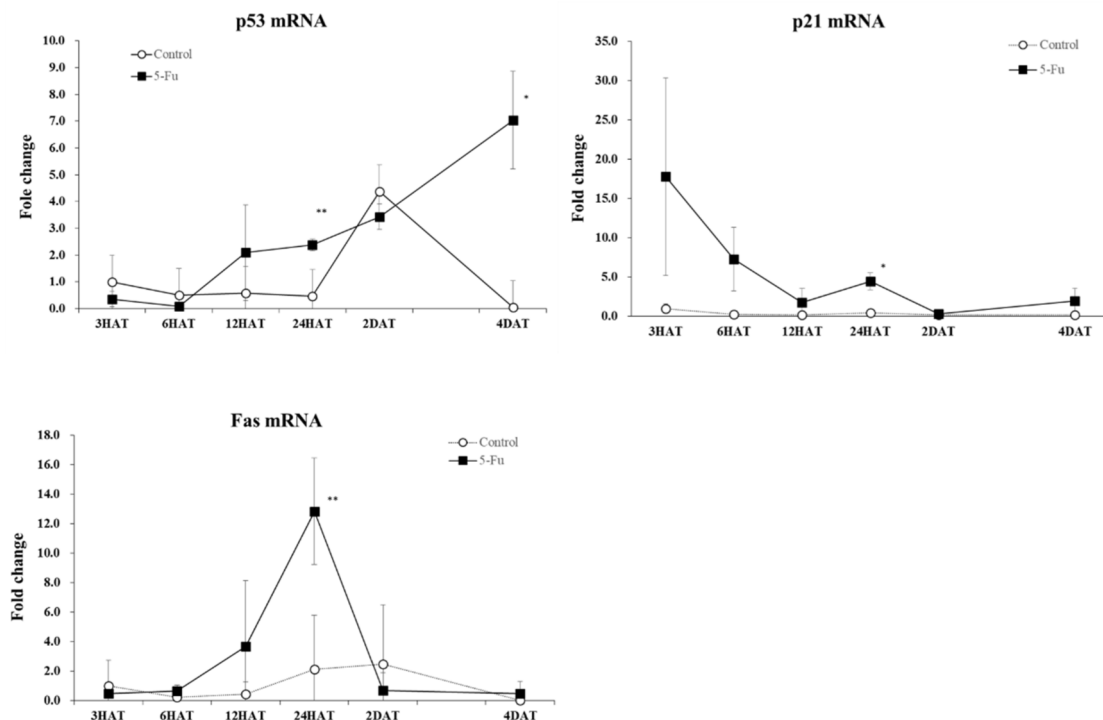 p53 mRNA
10.0
9.0
8.0
7.0
6.0
5.0
4.0
3.0
2.0
1.0
0.0
Fole change
Control
5-Fu
**
*
3HAT 6HAT 12HAT 24HAT 2DAT 4DAT
p21 mRNA
35.0
30.0
25.0
20.0
15.0
10.0
5.0
0.0
Fold change
Control
5-Fu
*
3HAT 6HAT 12HAT 24HAT 2DAT 4DAT
Fas mRNA
18.0
16.0
14.0
12.0
10.0
8.0
6.0
4.0
2.0
0.0
Fold change
Control
5-Fu
**
3HAT 6HAT 12HAT 24HAT 2DAT 4DAT